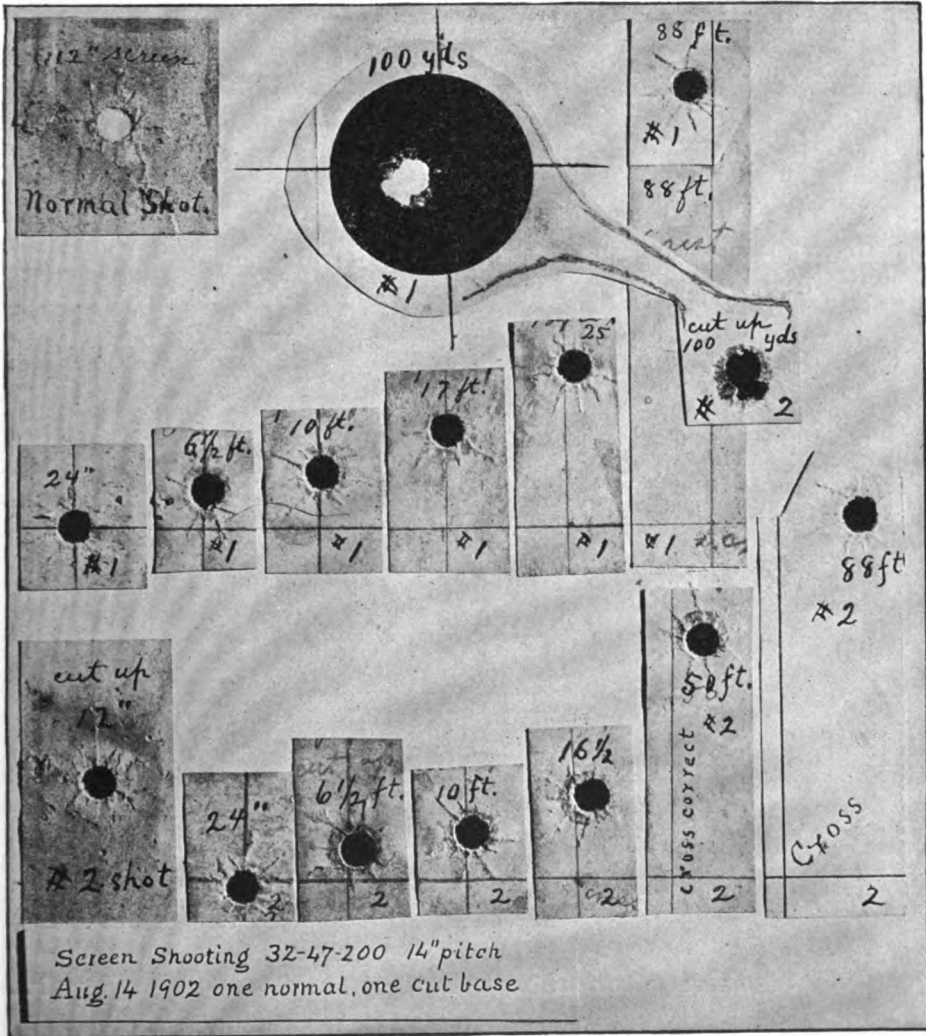 12" screen
Normal Shot.
100 yds
#1
88 ft.
#1
88 ft.
cut up
100 yds
# 2
24"
#1
6½ ft.
#1
10 ft.
#1
17 ft.
#1
25
#1
#1
88 ft
#2
Cross
2
cut up
12"
# 2 shot
24"
2
6½ ft.
2
10 ft.
2
16½
2
58 ft.
#2
cross correct
2
Screen Shooting 32-47-200 14" pitch
Aug. 14 1902 one normal, one cut base